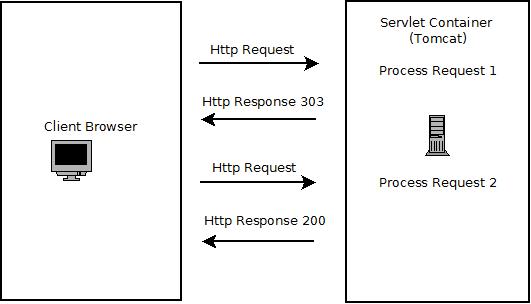 Client Browser
Http Request
Http Response 303
Http Request
Http Response 200
Servlet Container
(Tomcat)
Process Request 1
Process Request 2